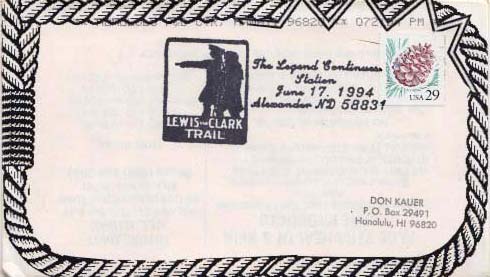 96820
The Legend Continues
Station
June 17, 1994
Alexander ND 58831
LEWIS AND CLARK
TRAIL
USA 29
DON KAUER
P. O. Box 29491
Honolulu, HI 96820